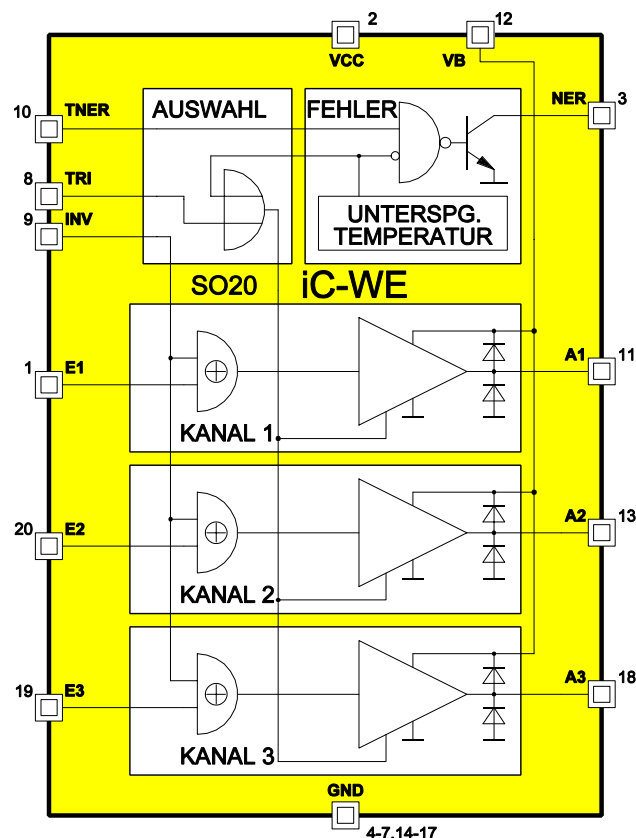 2
12
VCC
VB
NER
3
10
TNER
AUSWAHL
FEHLER
8
TRI
9
INV
UNTERSPG.
TEMPERATUR
SO20
iC-WE
1
E1
A1
11
KANAL 1
20
E2
A2
13
KANAL 2
19
E3
A3
18
KANAL 3
GND
4-7,14-17